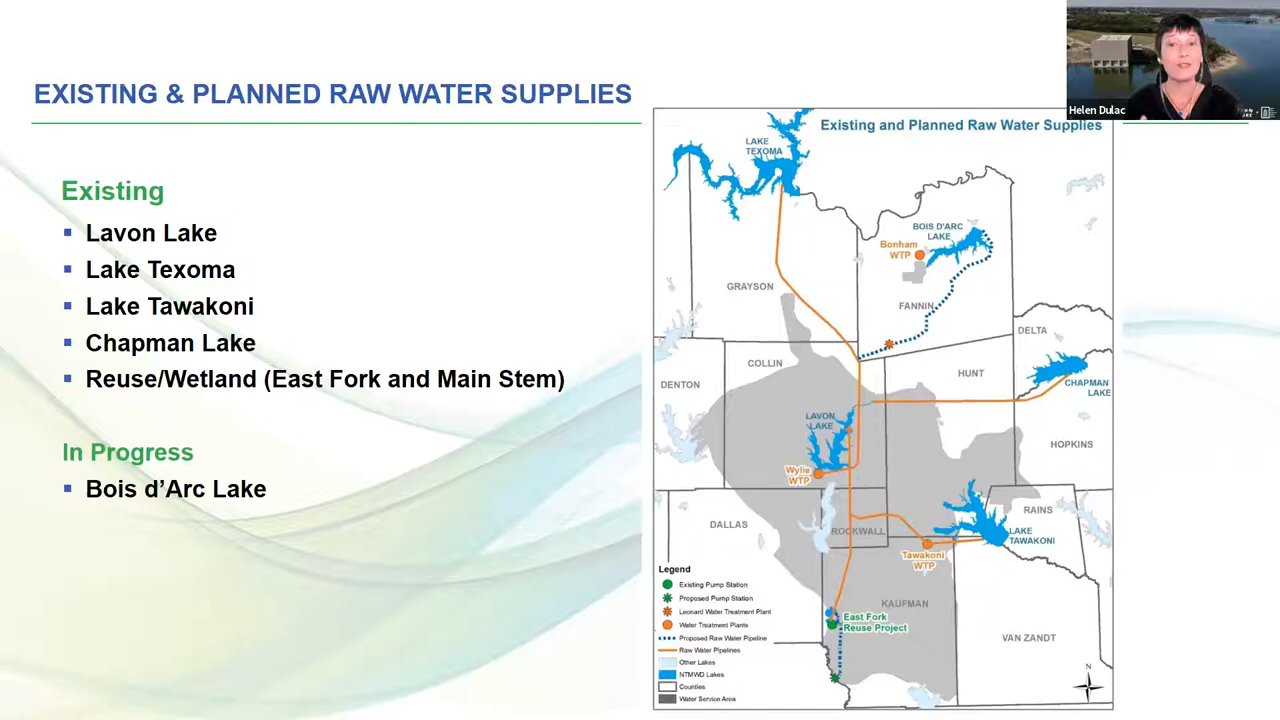 EXISTING & PLANNED RAW WATER SUPPLIES
Helen Dulac
Existing
Lavon Lake
Lake Texoma
Lake Tawakoni
Chapman Lake
Reuse/Wetland (East Fork and Main Stem)
In Progress
Bois d’Arc Lake
Existing and Planned Raw Water Supplies
LAKE
TEXOMA
BOIS D'ARC
LAKE
Bonham
WTP
GRAYSON
FANNIN
DELTA
COLLIN
HUNT
DENTON
CHAPMAN
LAKE
LAVON
LAKE
HOPKINS
Wylie
WTP
RAINS
DALLAS
ROCKWALL
LAKE
TAWAKONI
Tawakoni
WTP
KAUFMAN
East Fork
Reuse Project
VAN ZANDT
Legend
Existing Pump Station
Proposed Pump Station
Leonard Water Treatment Plant
Water Treatment Plants
Proposed Raw Water Pipeline
Raw Water Pipelines
Other Lakes
NTMWD Lakes
Counties
Water Service Area
N